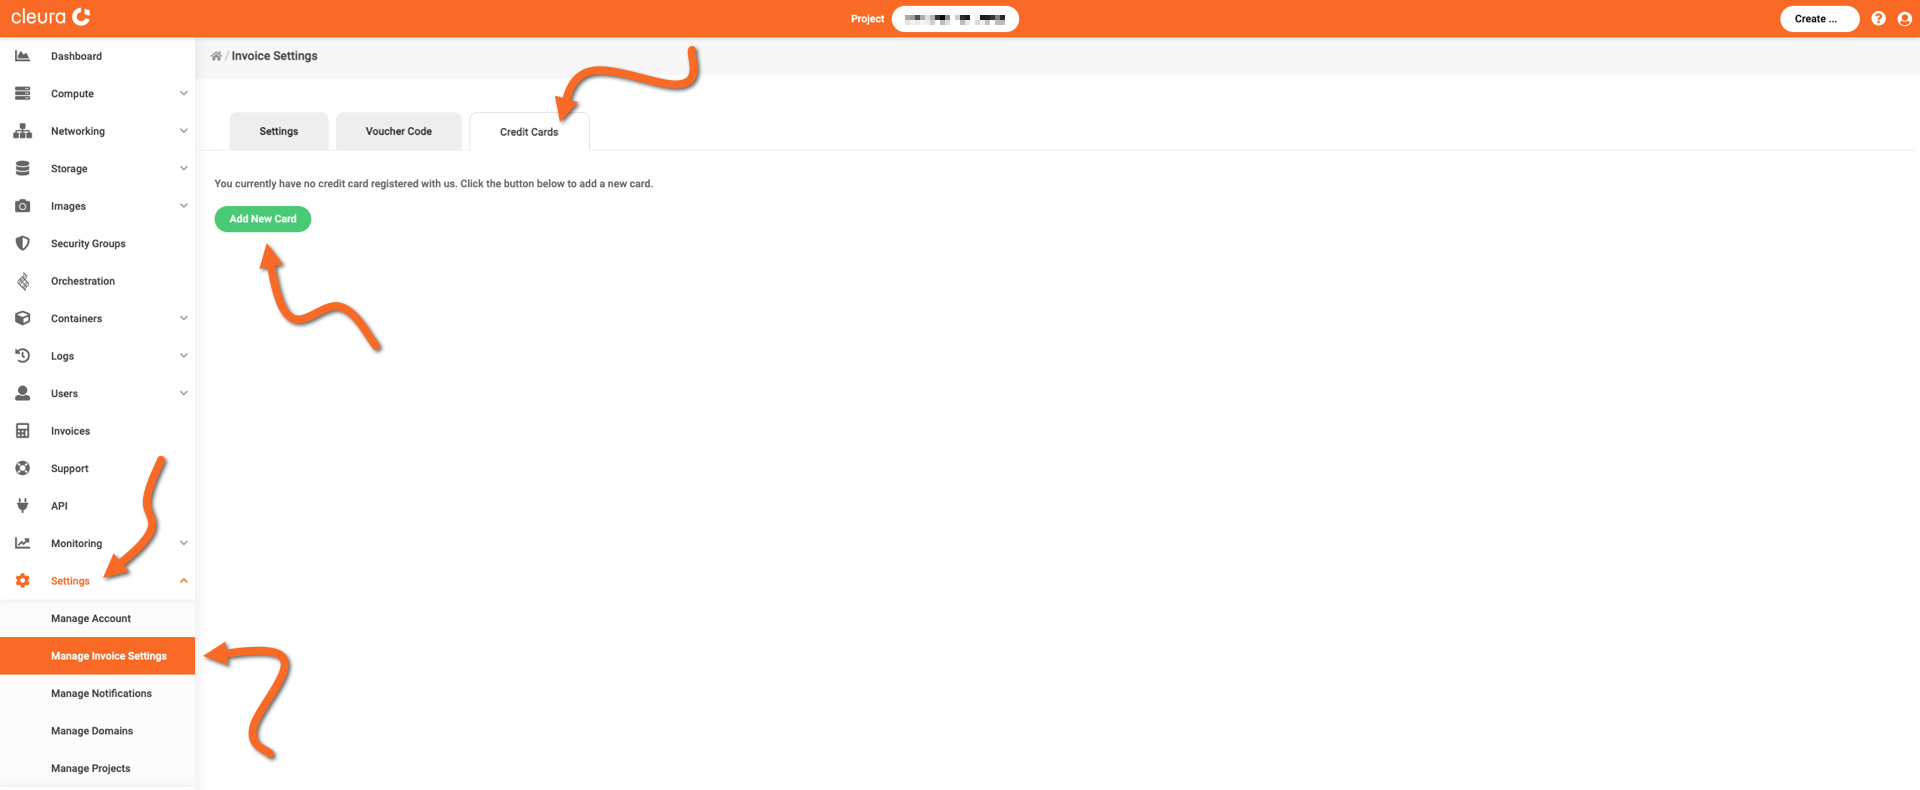 cleura
Project
Create ...
Dashboard
Compute
Networking
Storage
Images
Security Groups
Orchestration
Containers
Logs
Users
Invoices
Support
API
Monitoring
Settings
Manage Account
Manage Invoice Settings
Manage Notifications
Manage Domains
Manage Projects
/ Invoice Settings
Settings
Voucher Code
Credit Cards
You currently have no credit card registered with us. Click the button below to add a new card.
Add New Card